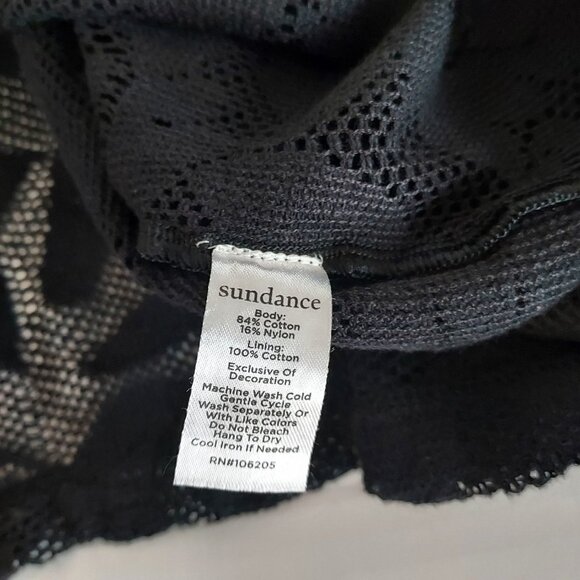 sundance
Body:
84% Cotton
16% Nylon
Lining:
100% Cotton
Exclusive Of
Decoration
Machine Wash Cold
Gentle Cycle
Wash Separately Or
With Like Colors
Do Not Bleach
Hang To Dry
Cool Iron If Needed
RN#106205